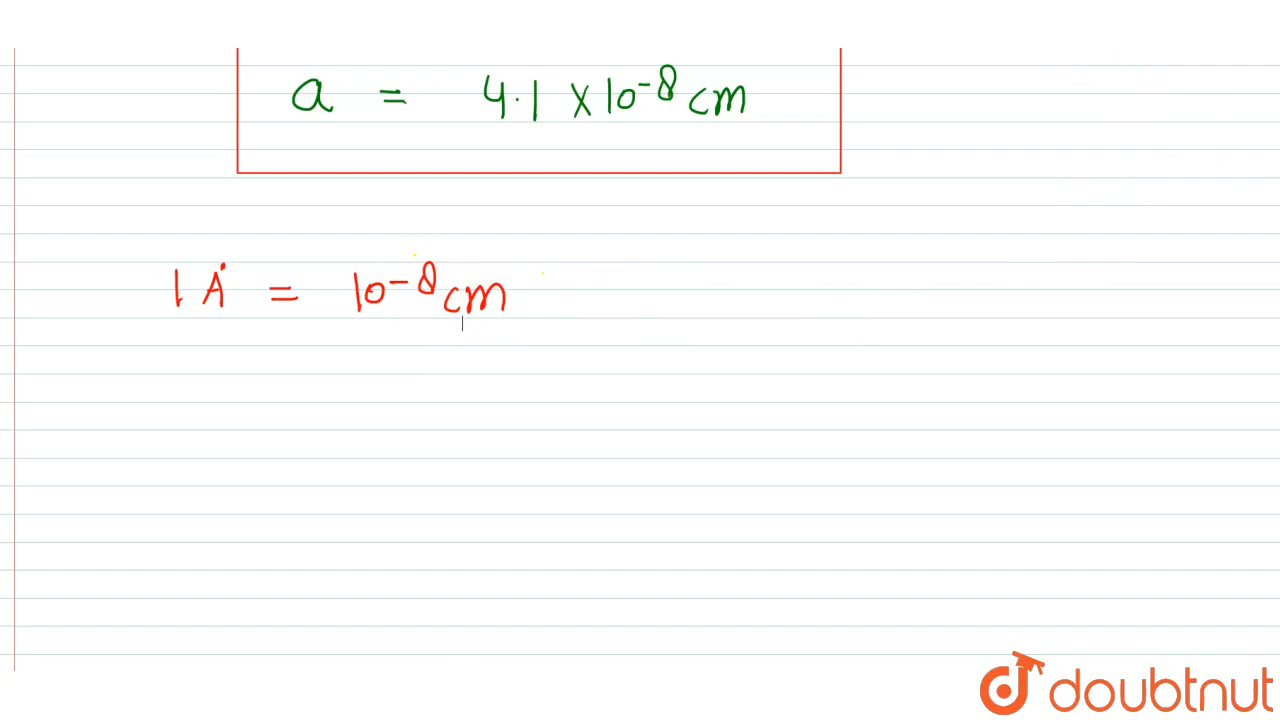 a = 4.1 × 10⁻⁸ cm
1 Å = 10⁻⁸ cm
doubtnut